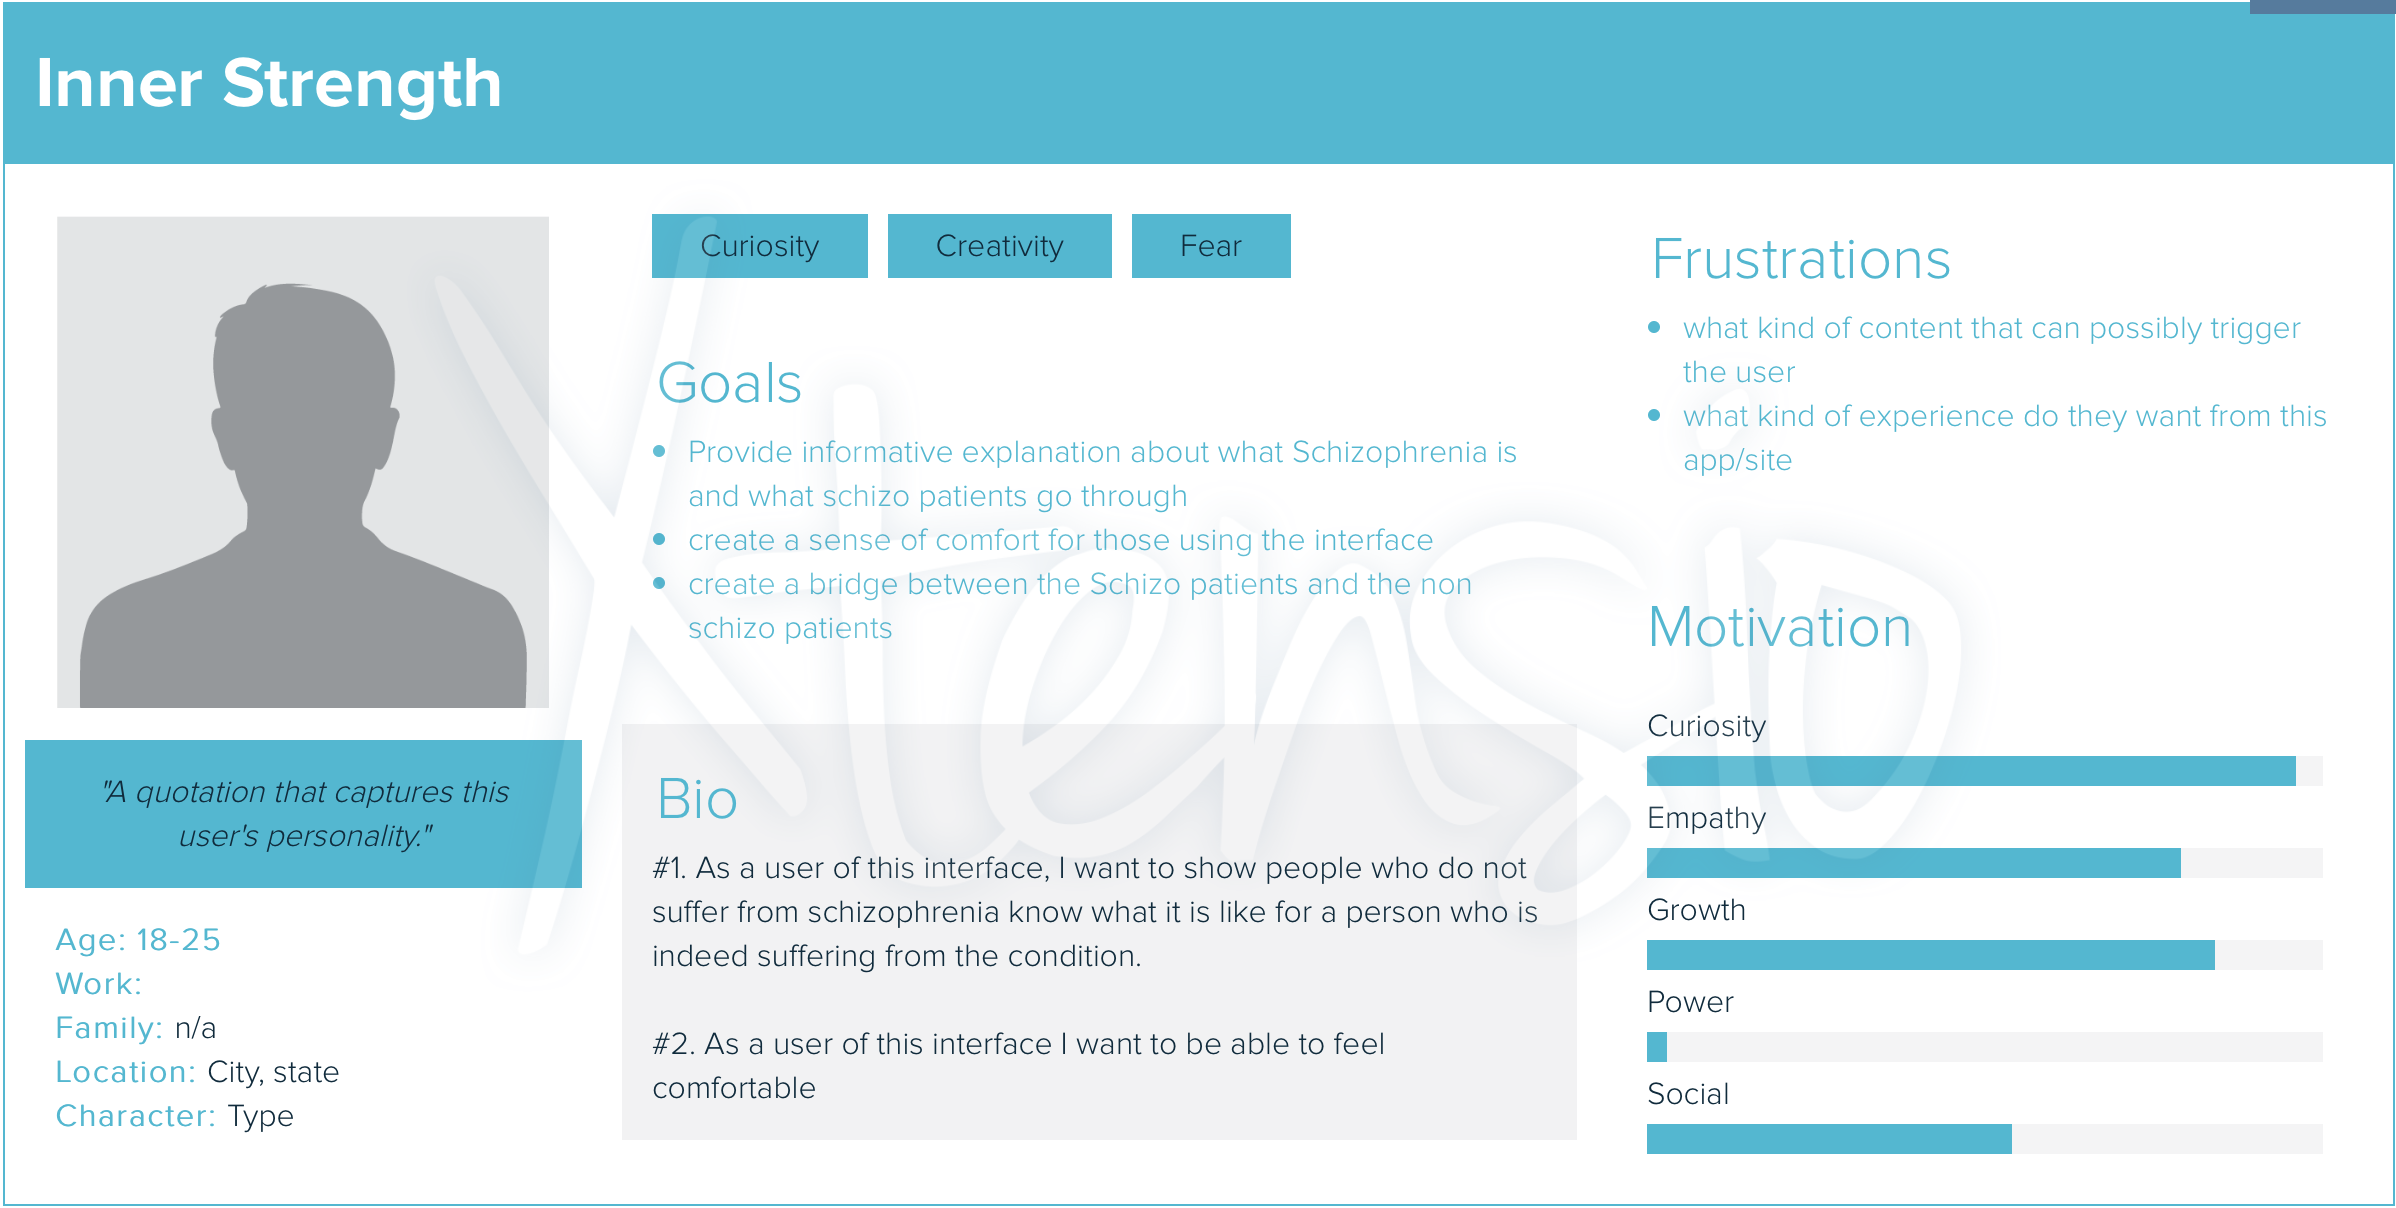 Inner Strength
"A quotation that captures this
user's personality."
Age: 18-25
Work:
Family: n/a
Location: City, state
Character: Type
Curiosity Creativity Fear
Goals
Provide informative explanation about what Schizophrenia is
and what schizo patients go through
create a sense of comfort for those using the interface
create a bridge between the Schizo patients and the non
schizo patients
Bio
#1. As a user of this interface, I want to show people who do not
suffer from schizophrenia know what it is like for a person who is
indeed suffering from the condition.
#2. As a user of this interface I want to be able to feel
comfortable
Frustrations
what kind of content that can possibly trigger
the user
what kind of experience do they want from this
app/site
Motivation
Curiosity
Empathy
Growth
Power
Social
Xtensio